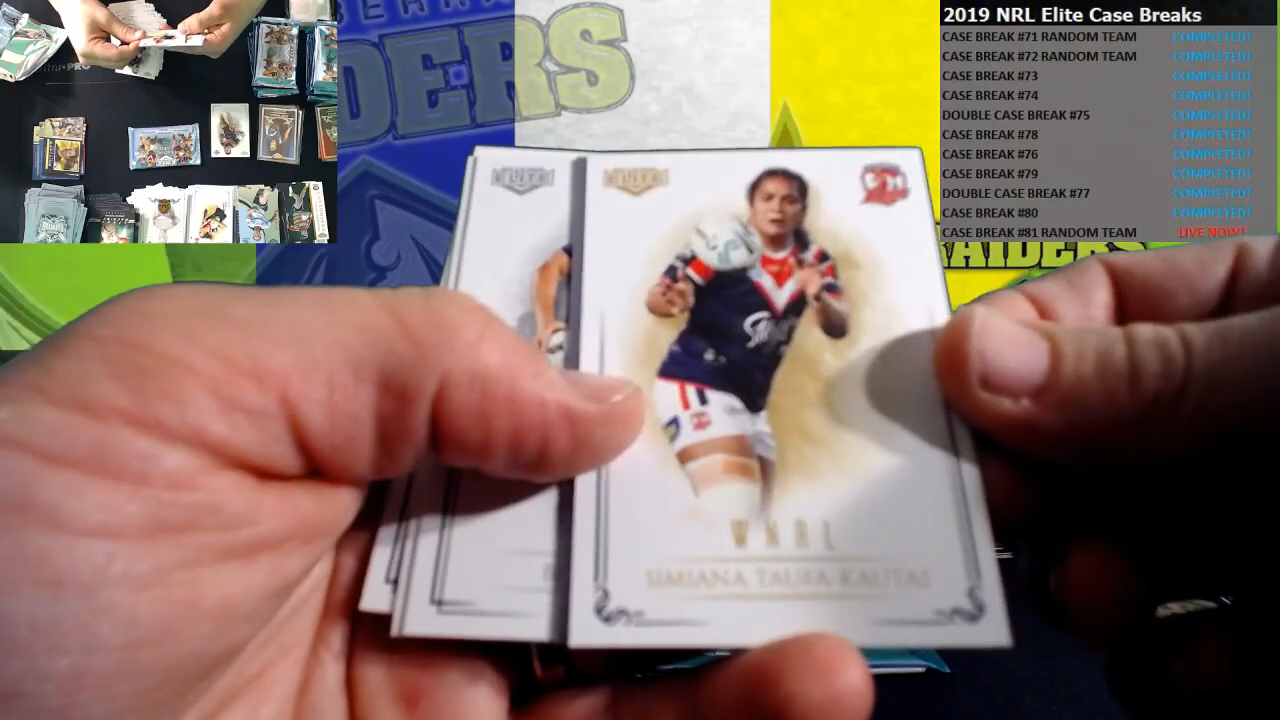 2019 NRL Elite Case Breaks
CASE BREAK #71 RANDOM TEAM COMPLETED!
CASE BREAK #72 RANDOM TEAM COMPLETED!
CASE BREAK #73 COMPLETED!
CASE BREAK #74 COMPLETED!
DOUBLE CASE BREAK #75 COMPLETED!
CASE BREAK #78 COMPLETED!
CASE BREAK #76 COMPLETED!
CASE BREAK #79 COMPLETED!
DOUBLE CASE BREAK #77 COMPLETED!
CASE BREAK #80 COMPLETED!
CASE BREAK #81 RANDOM TEAM LIVE NOW!
DERS
RAIDERS
ELITE
ELITE
WNRL
SIMIANA TAUFA-KAUTAI